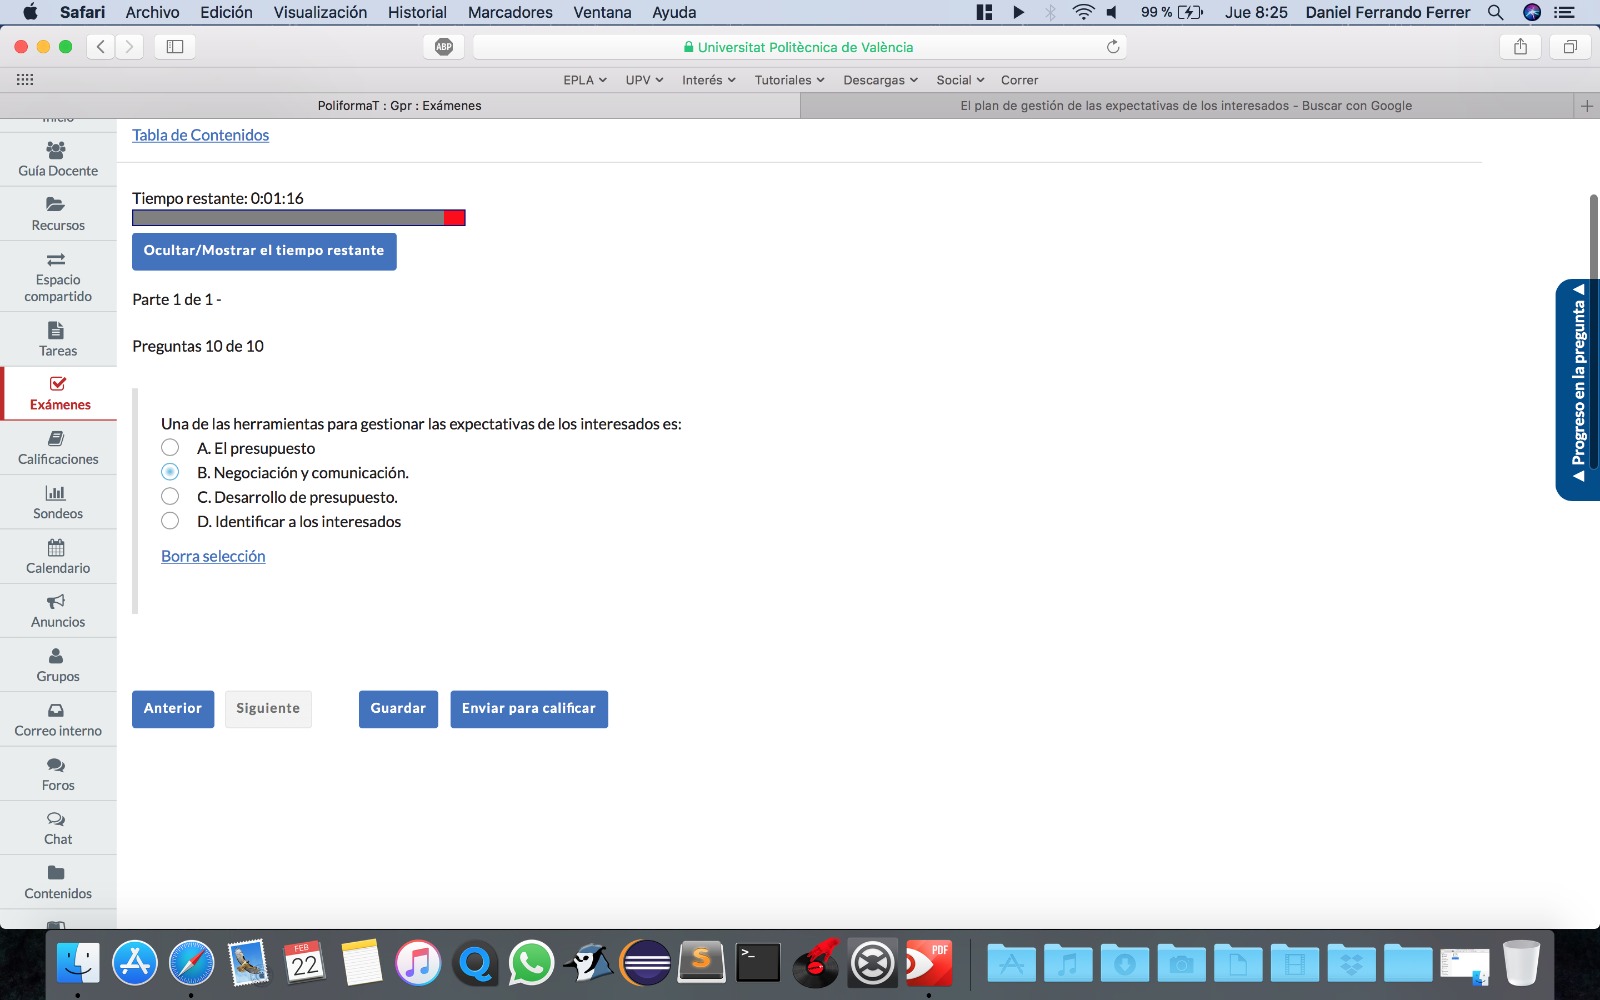 Safari Archivo Edición Visualización Historial Marcadores Ventana Ayuda 99 % Jue 8:25 Daniel Ferrando Ferrer
ABP Universitat Politècnica de València
EPLA UPV Interés Tutoriales Descargas Social Correr
PoliformaT : Gpr : Exámenes El plan de gestión de las expectativas de los interesados - Buscar con Google
Inicio
Guía Docente
Recursos
Espacio
compartido
Tareas
Exámenes
Calificaciones
Sondeos
Calendario
Anuncios
Grupos
Correo interno
Foros
Chat
Contenidos
Tabla de Contenidos
Tiempo restante: 0:01:16
Ocultar/Mostrar el tiempo restante
Parte 1 de 1 -
Preguntas 10 de 10
Una de las herramientas para gestionar las expectativas de los interesados es:
A. El presupuesto
B. Negociación y comunicación.
C. Desarrollo de presupuesto.
D. Identificar a los interesados
Borra selección
Anterior Siguiente Guardar Enviar para calificar
Progreso en la pregunta
FEB
22
S
>_
PDF